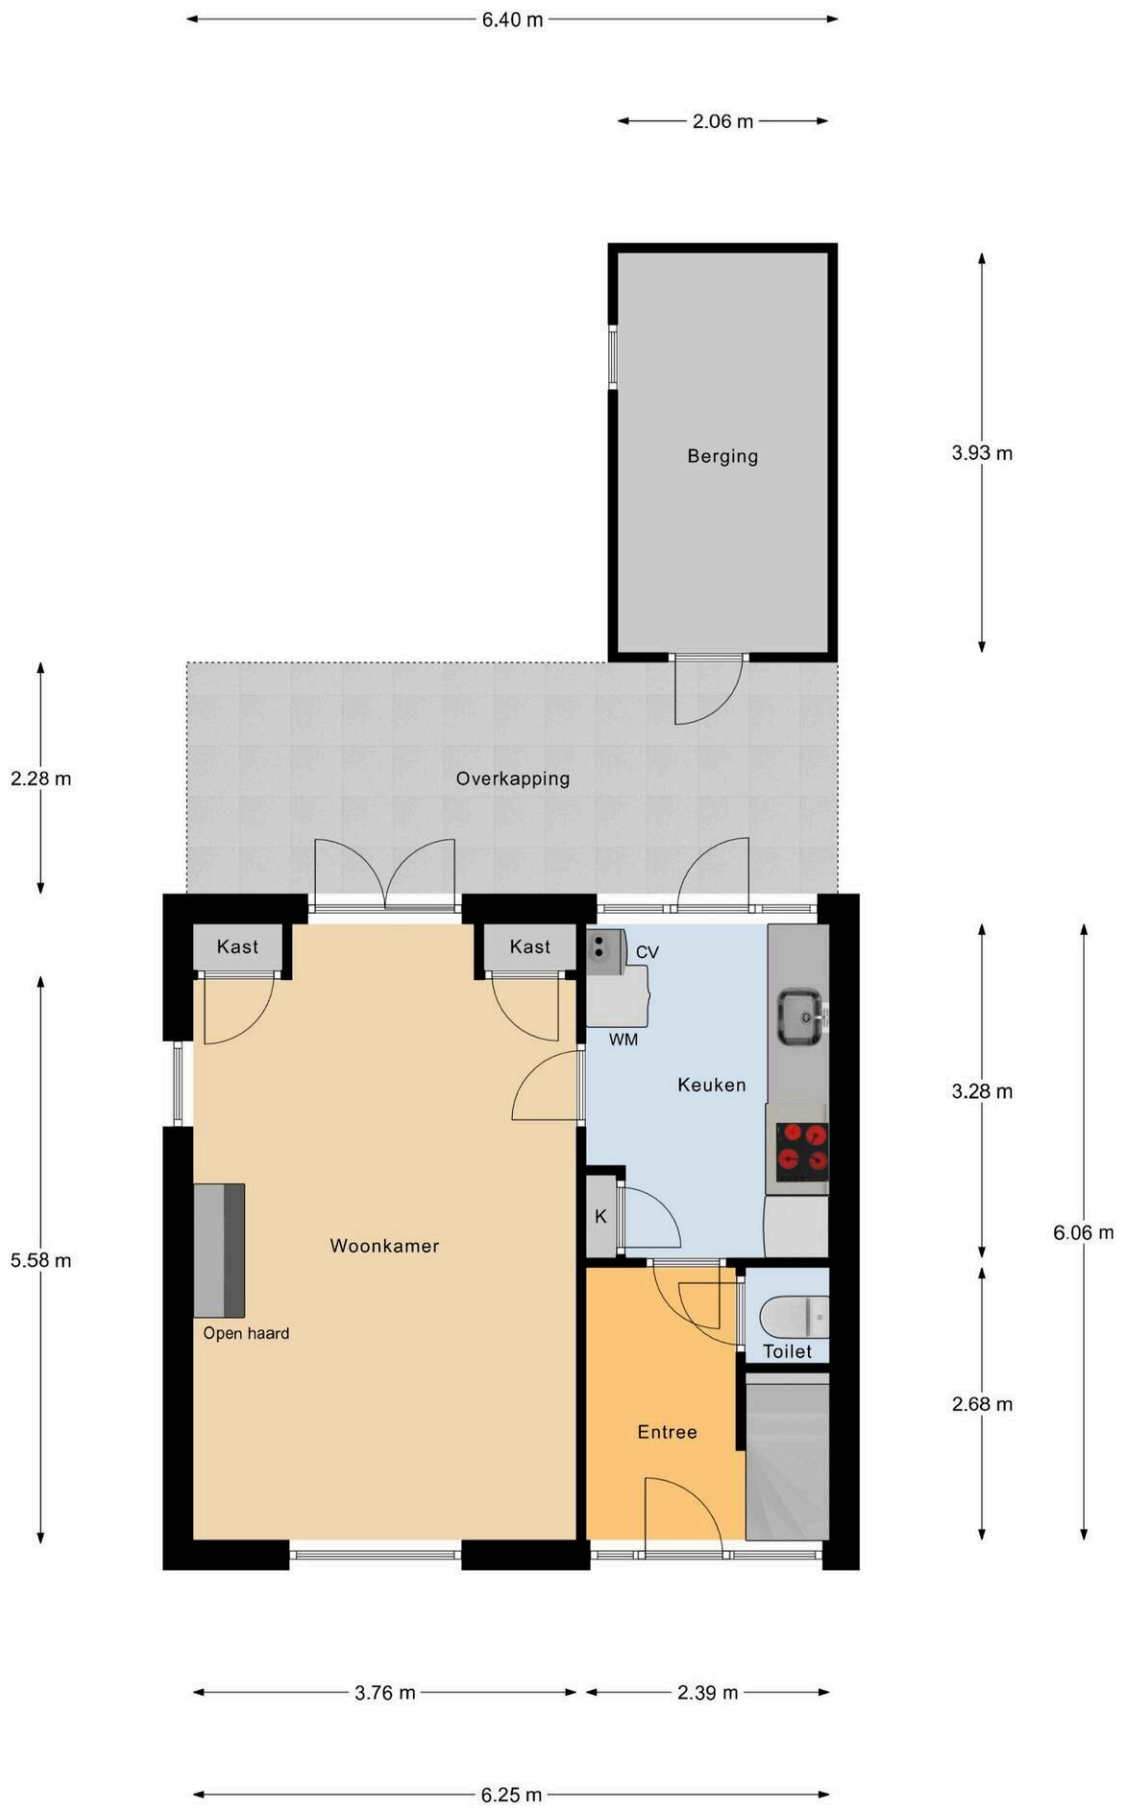 6.40 m
2.06 m
3.93 m
Berging
2.28 m
Overkapping
Kast
Kast
CV
WM
Keuken
3.28 m
K
6.06 m
5.58 m
Woonkamer
Open haard
Toilet
2.68 m
Entree
3.76 m
2.39 m
6.25 m